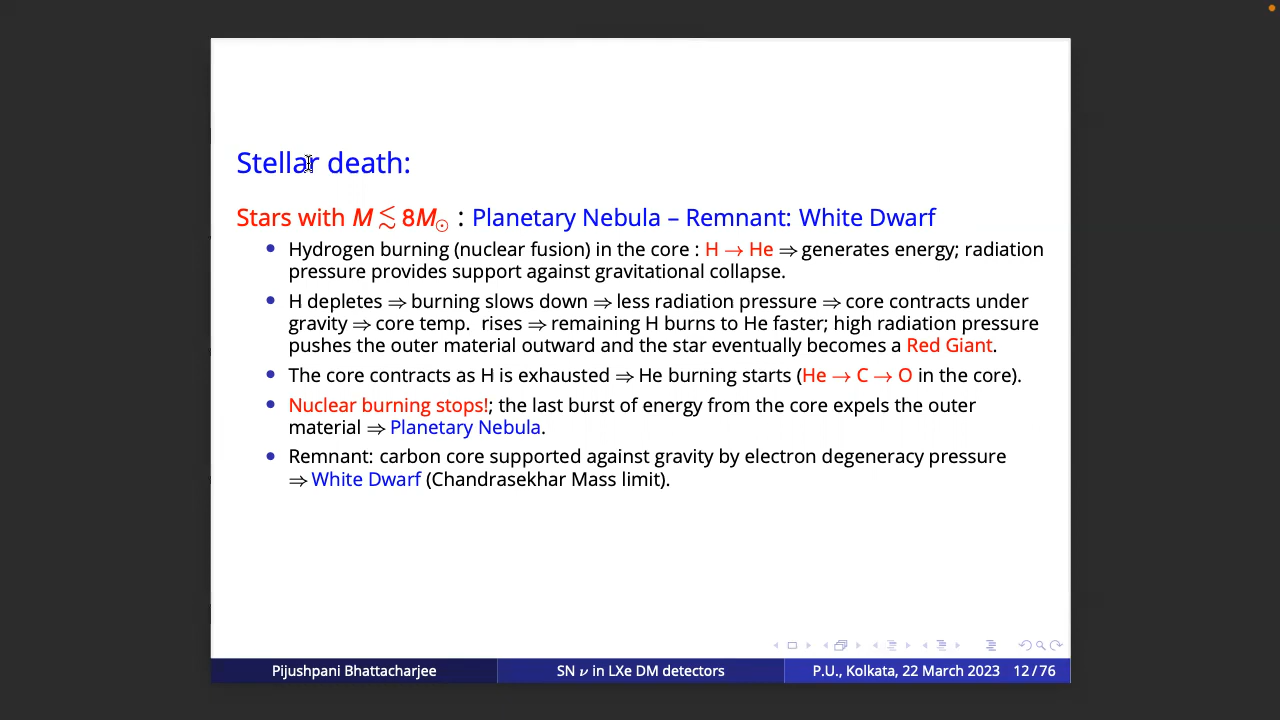 Stellar death:
Stars with M ≲ 8M⊙ : Planetary Nebula – Remnant: White Dwarf
Hydrogen burning (nuclear fusion) in the core : H → He ⇒ generates energy; radiation
pressure provides support against gravitational collapse.
H depletes ⇒ burning slows down ⇒ less radiation pressure ⇒ core contracts under
gravity ⇒ core temp. rises ⇒ remaining H burns to He faster; high radiation pressure
pushes the outer material outward and the star eventually becomes a Red Giant.
The core contracts as H is exhausted ⇒ He burning starts (He → C → O in the core).
Nuclear burning stops!; the last burst of energy from the core expels the outer
material ⇒ Planetary Nebula.
Remnant: carbon core supported against gravity by electron degeneracy pressure
⇒ White Dwarf (Chandrasekhar Mass limit).
Pijushpani Bhattacharjee SN ν in LXe DM detectors P.U., Kolkata, 22 March 2023 12 / 76